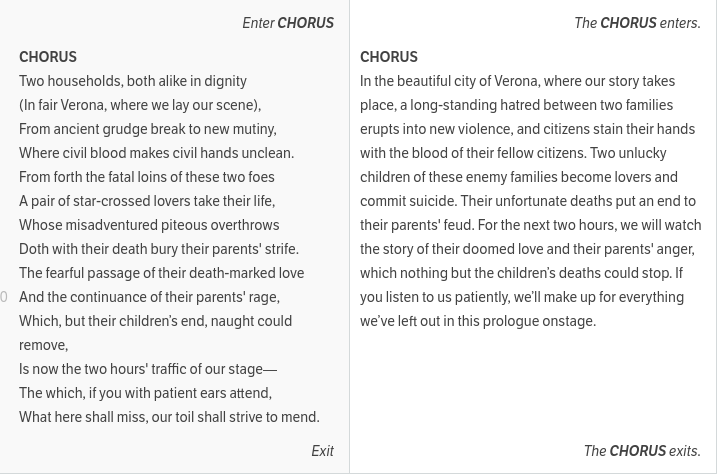 Enter CHORUS
CHORUS
Two households, both alike in dignity
(In fair Verona, where we lay our scene),
From ancient grudge break to new mutiny,
Where civil blood makes civil hands unclean.
From forth the fatal loins of these two foes
A pair of star-crossed lovers take their life,
Whose misadventured piteous overthrows
Doth with their death bury their parents' strife.
The fearful passage of their death-marked love
0 And the continuance of their parents' rage,
Which, but their children's end, naught could
remove,
Is now the two hours' traffic of our stage—
The which, if you with patient ears attend,
What here shall miss, our toil shall strive to mend.
Exit
The CHORUS enters.
CHORUS
In the beautiful city of Verona, where our story takes
place, a long-standing hatred between two families
erupts into new violence, and citizens stain their hands
with the blood of their fellow citizens. Two unlucky
children of these enemy families become lovers and
commit suicide. Their unfortunate deaths put an end to
their parents' feud. For the next two hours, we will watch
the story of their doomed love and their parents' anger,
which nothing but the children's deaths could stop. If
you listen to us patiently, we'll make up for everything
we've left out in this prologue onstage.
The CHORUS exits.